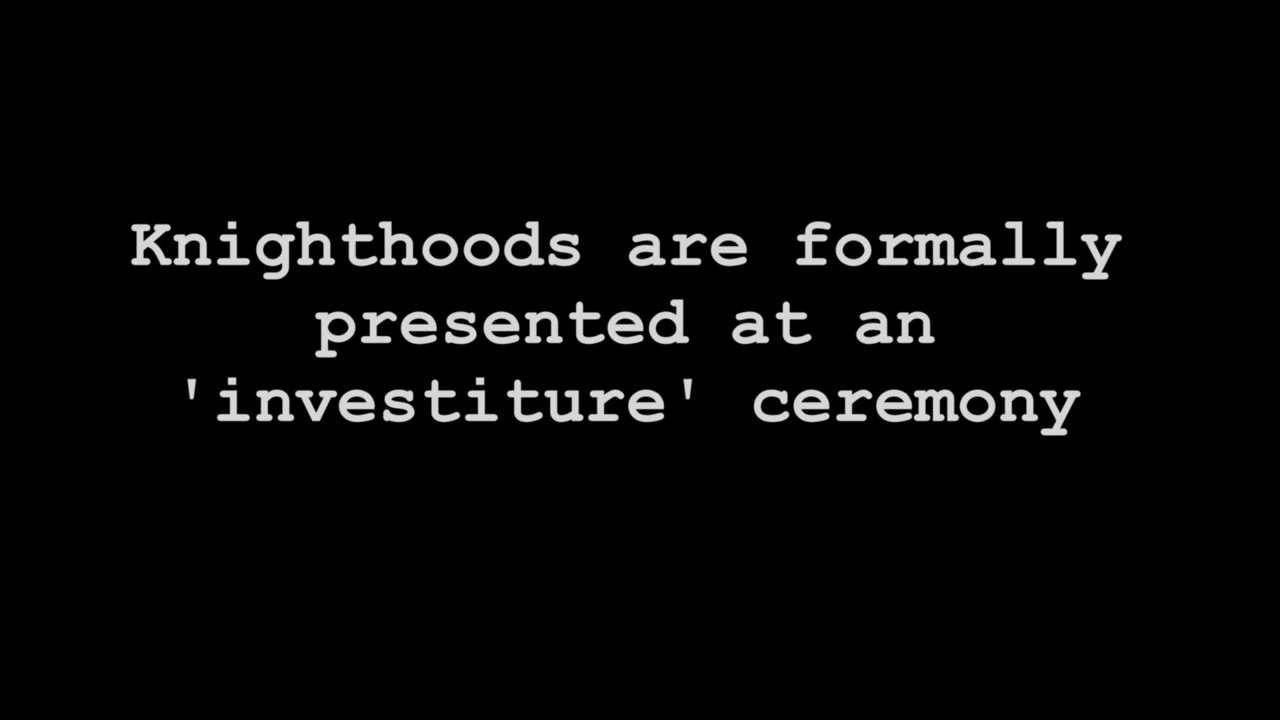 Knighthoods are formally
presented at an
'investiture' ceremony